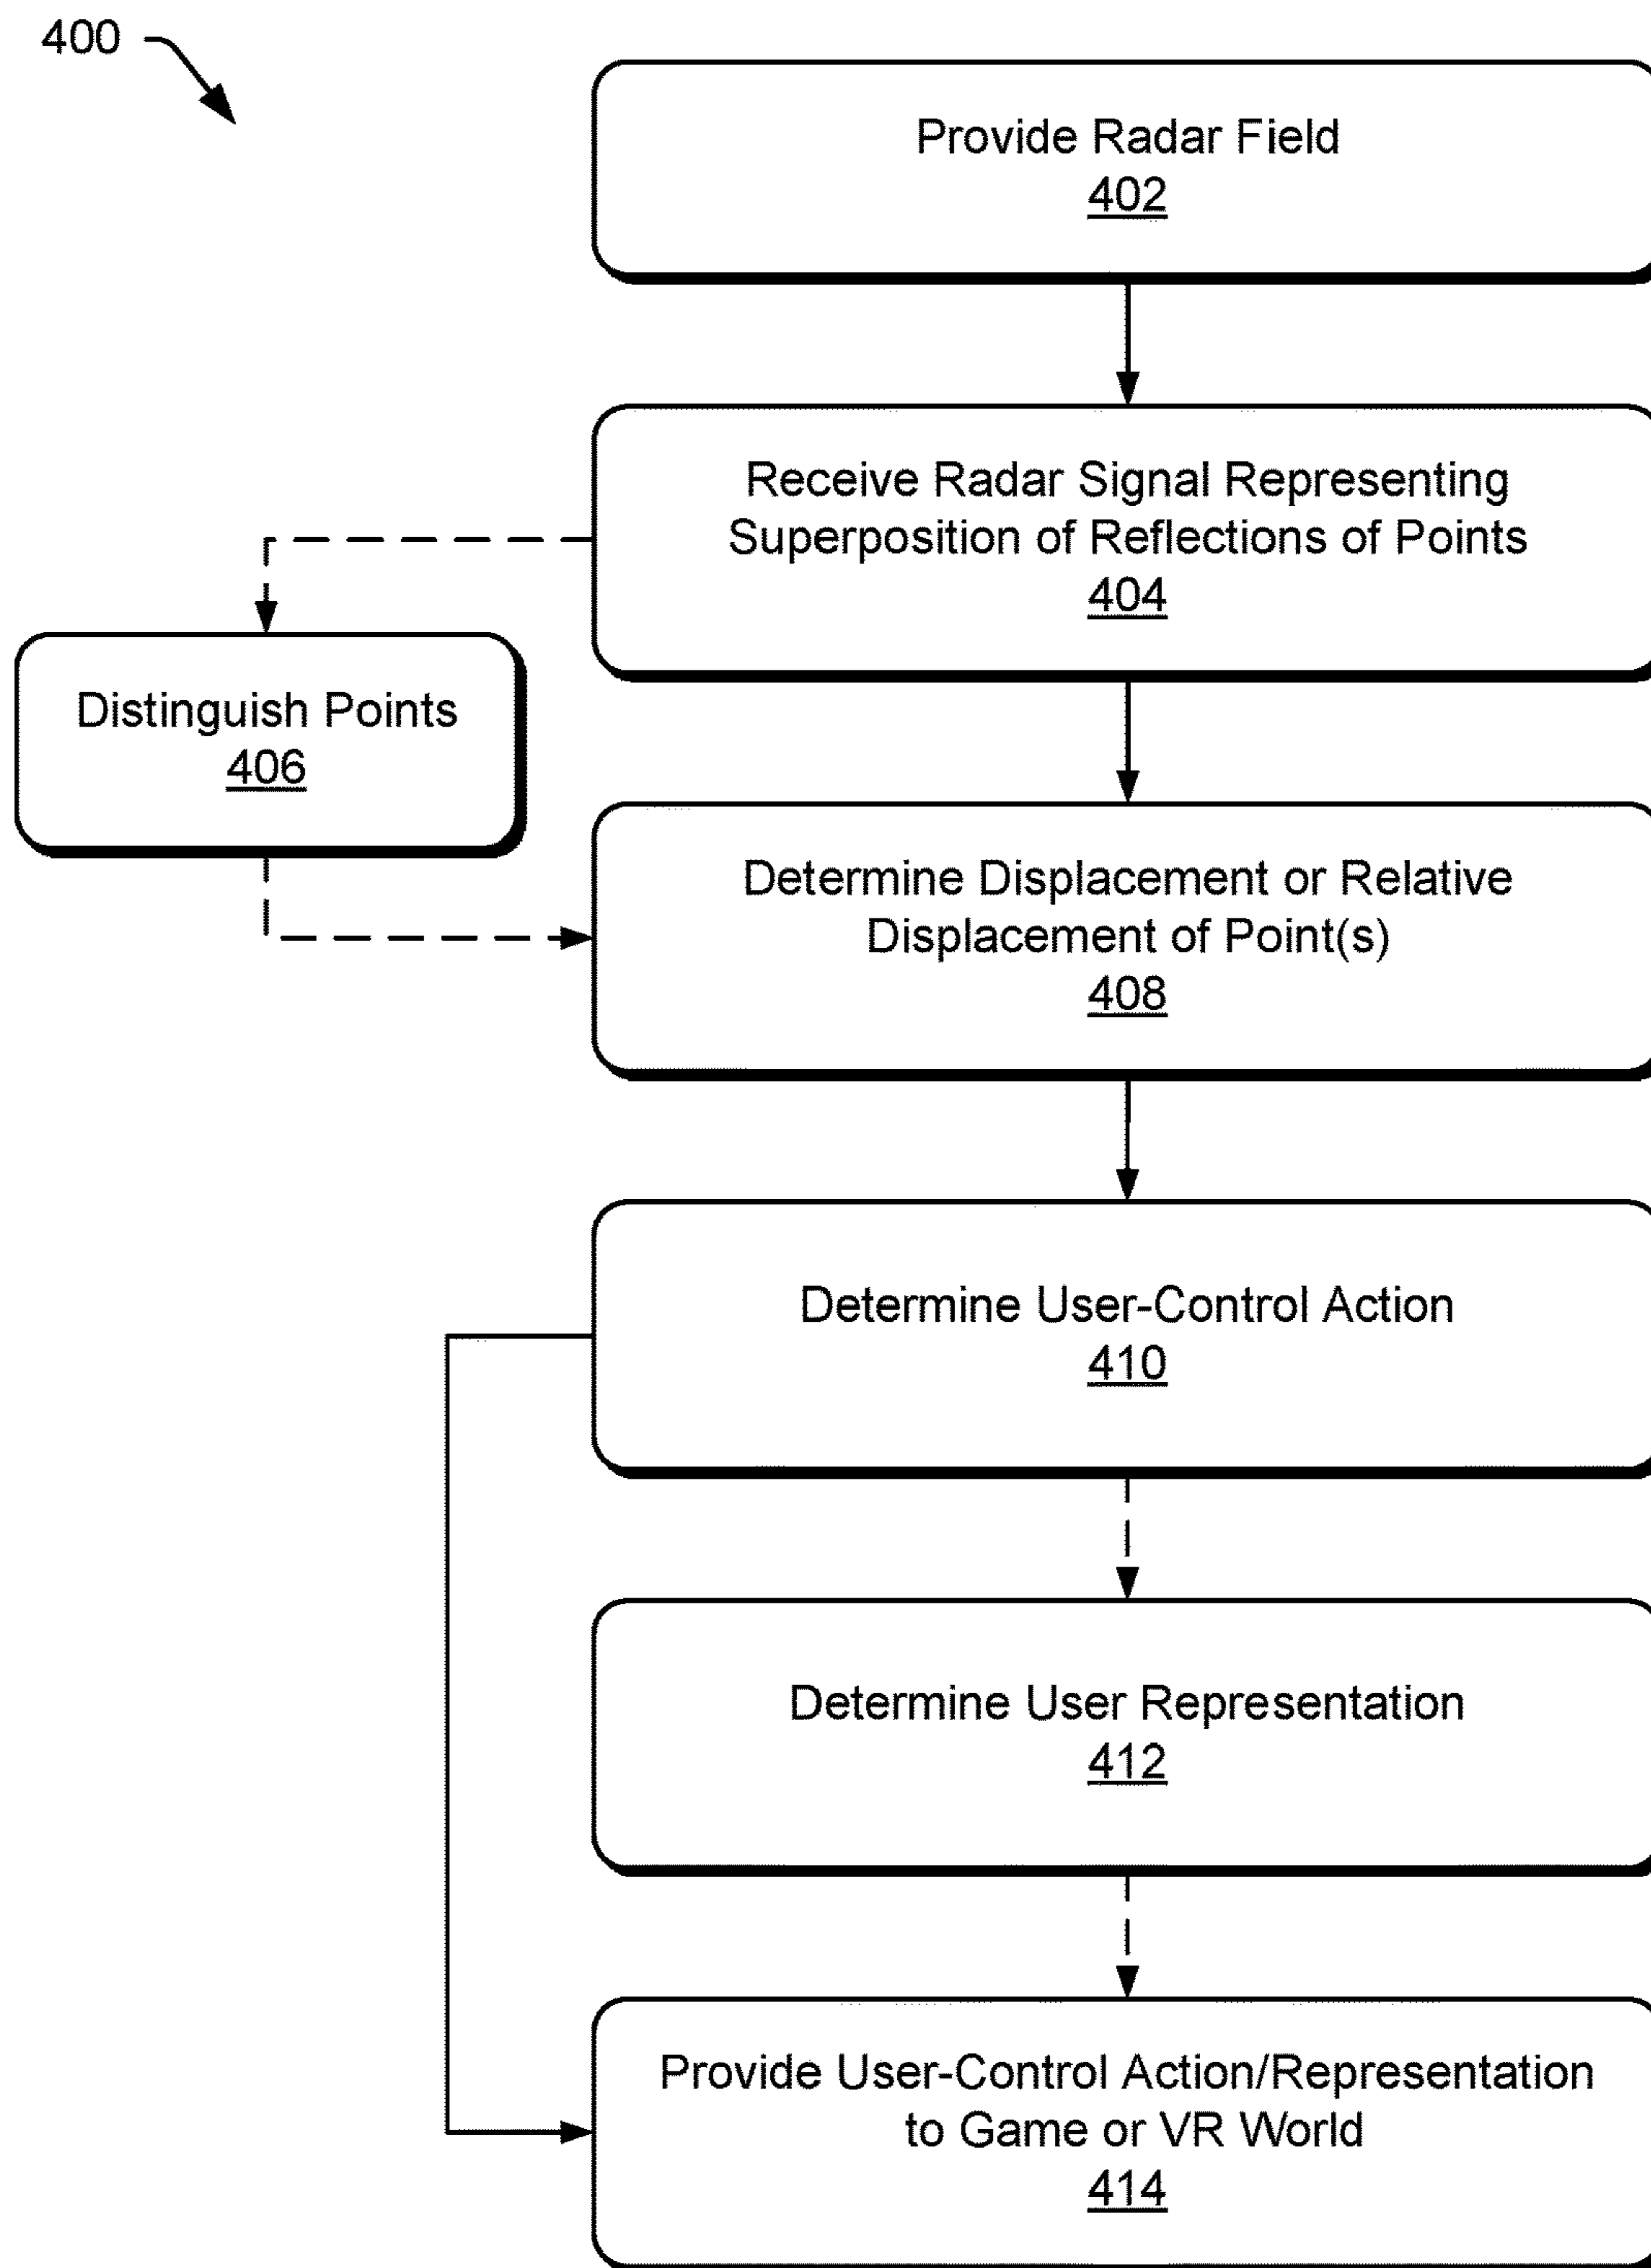 400
Provide Radar Field
402
Receive Radar Signal Representing
Superposition of Reflections of Points
404
Distinguish Points
406
Determine Displacement or Relative
Displacement of Point(s)
408
Determine User-Control Action
410
Determine User Representation
412
Provide User-Control Action/Representation
to Game or VR World
414